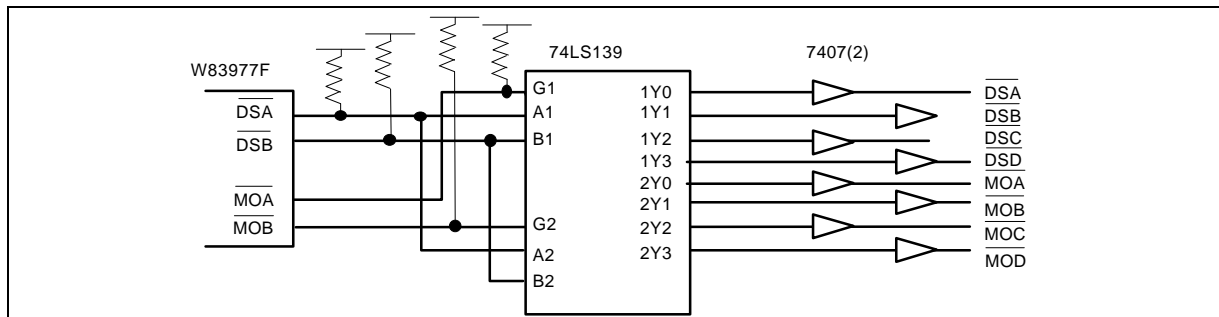 74LS139
7407(2)
W83977F
DSA
DSB
MOA
MOB
G1
A1
B1
G2
A2
B2
1Y0
1Y1
1Y2
1Y3
2Y0
2Y1
2Y2
2Y3
DSA
DSB
DSC
DSD
MOA
MOB
MOC
MOD